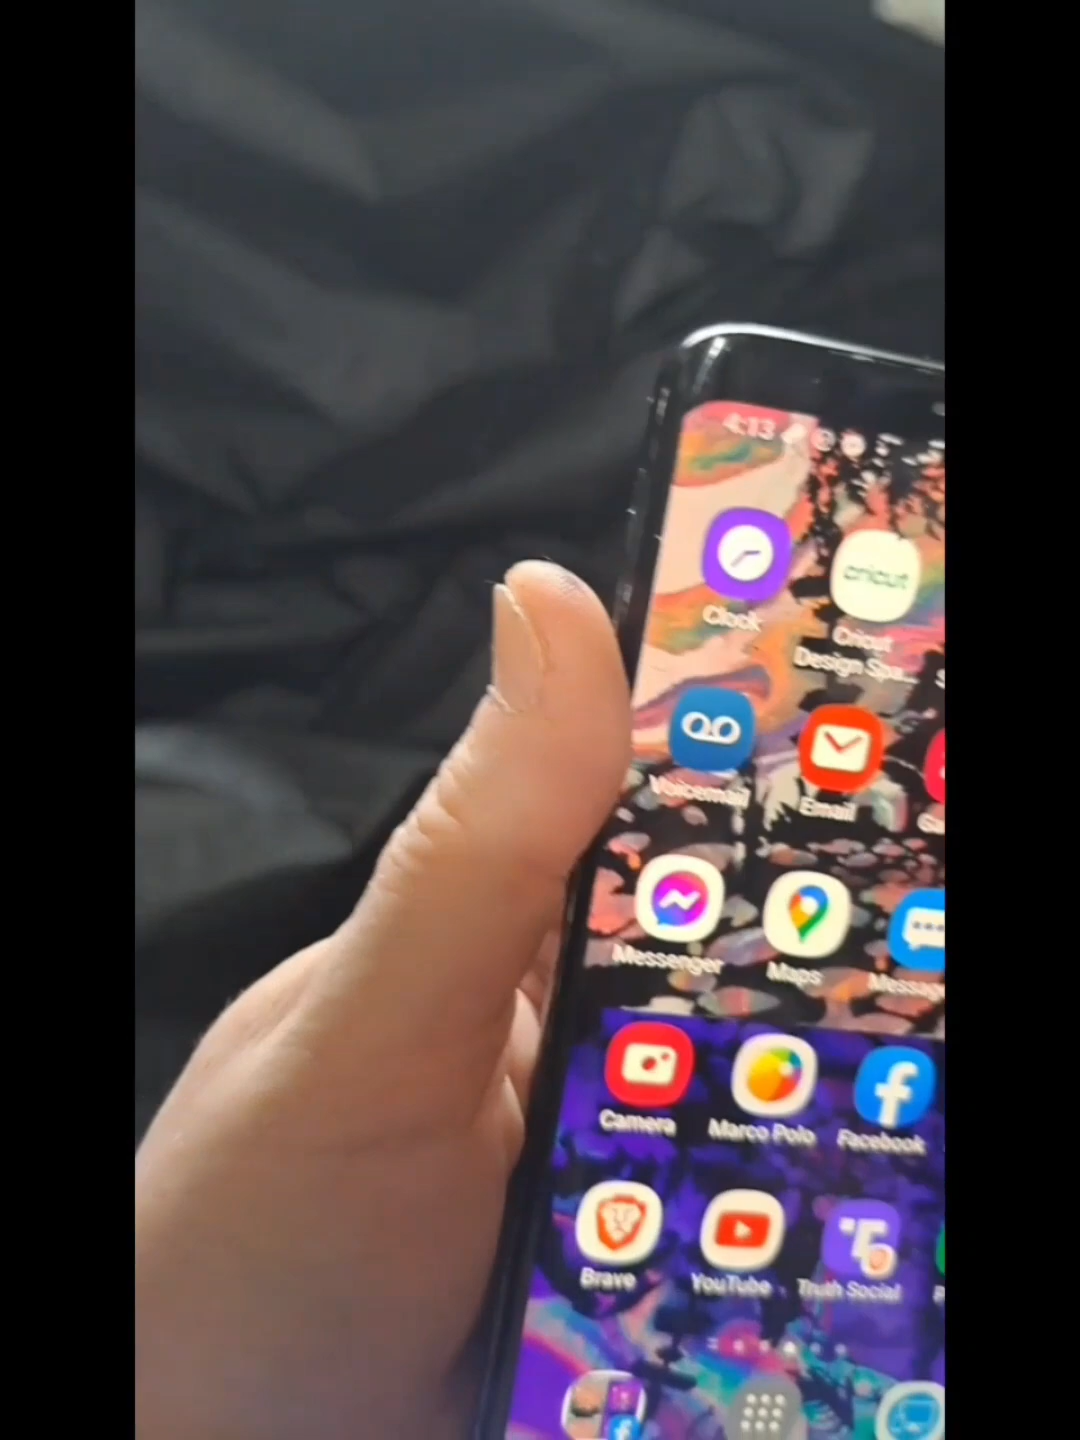 4:13
cricut
Clock
Cricut
Design Spa...
Voicemail
Email
Messenger
Maps
Messag
Camera
Marco Polo
Facebook
Brave
YouTube
Truth Social